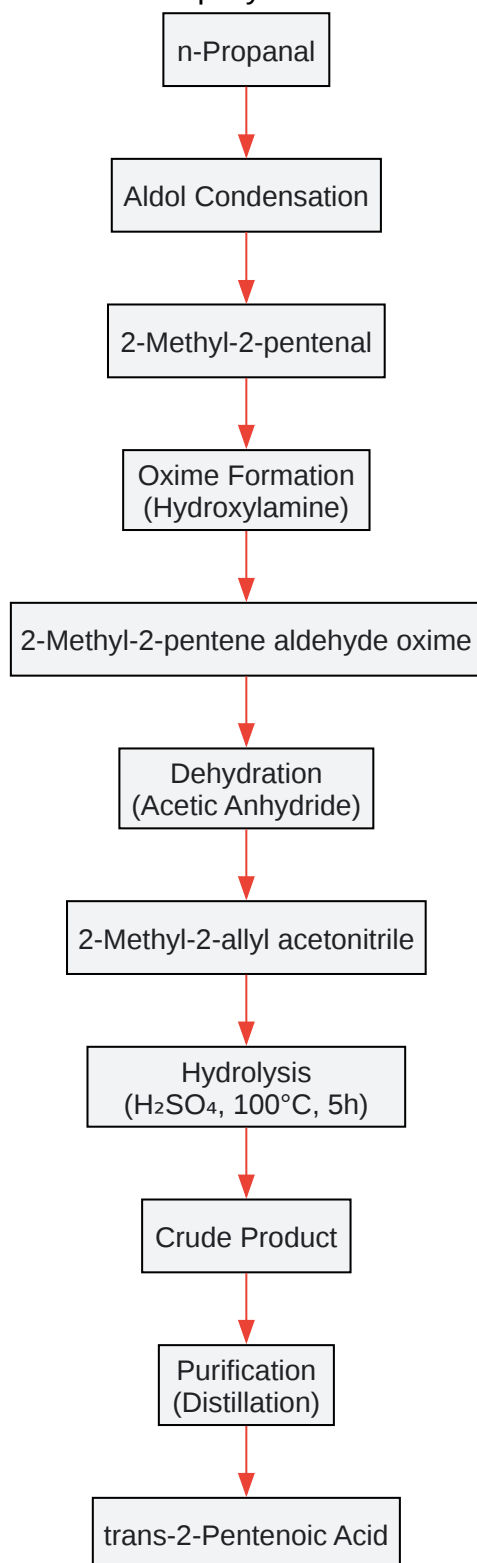 n-Propanal
Aldol Condensation
2-Methyl-2-pentenal
Oxime Formation
(Hydroxylamine)
2-Methyl-2-pentene aldehyde oxime
Dehydration
(Acetic Anhydride)
2-Methyl-2-allyl acetonitrile
Hydrolysis
(H₂SO₄, 100°C, 5h)
Crude Product
Purification
(Distillation)
trans-2-Pentenoic Acid